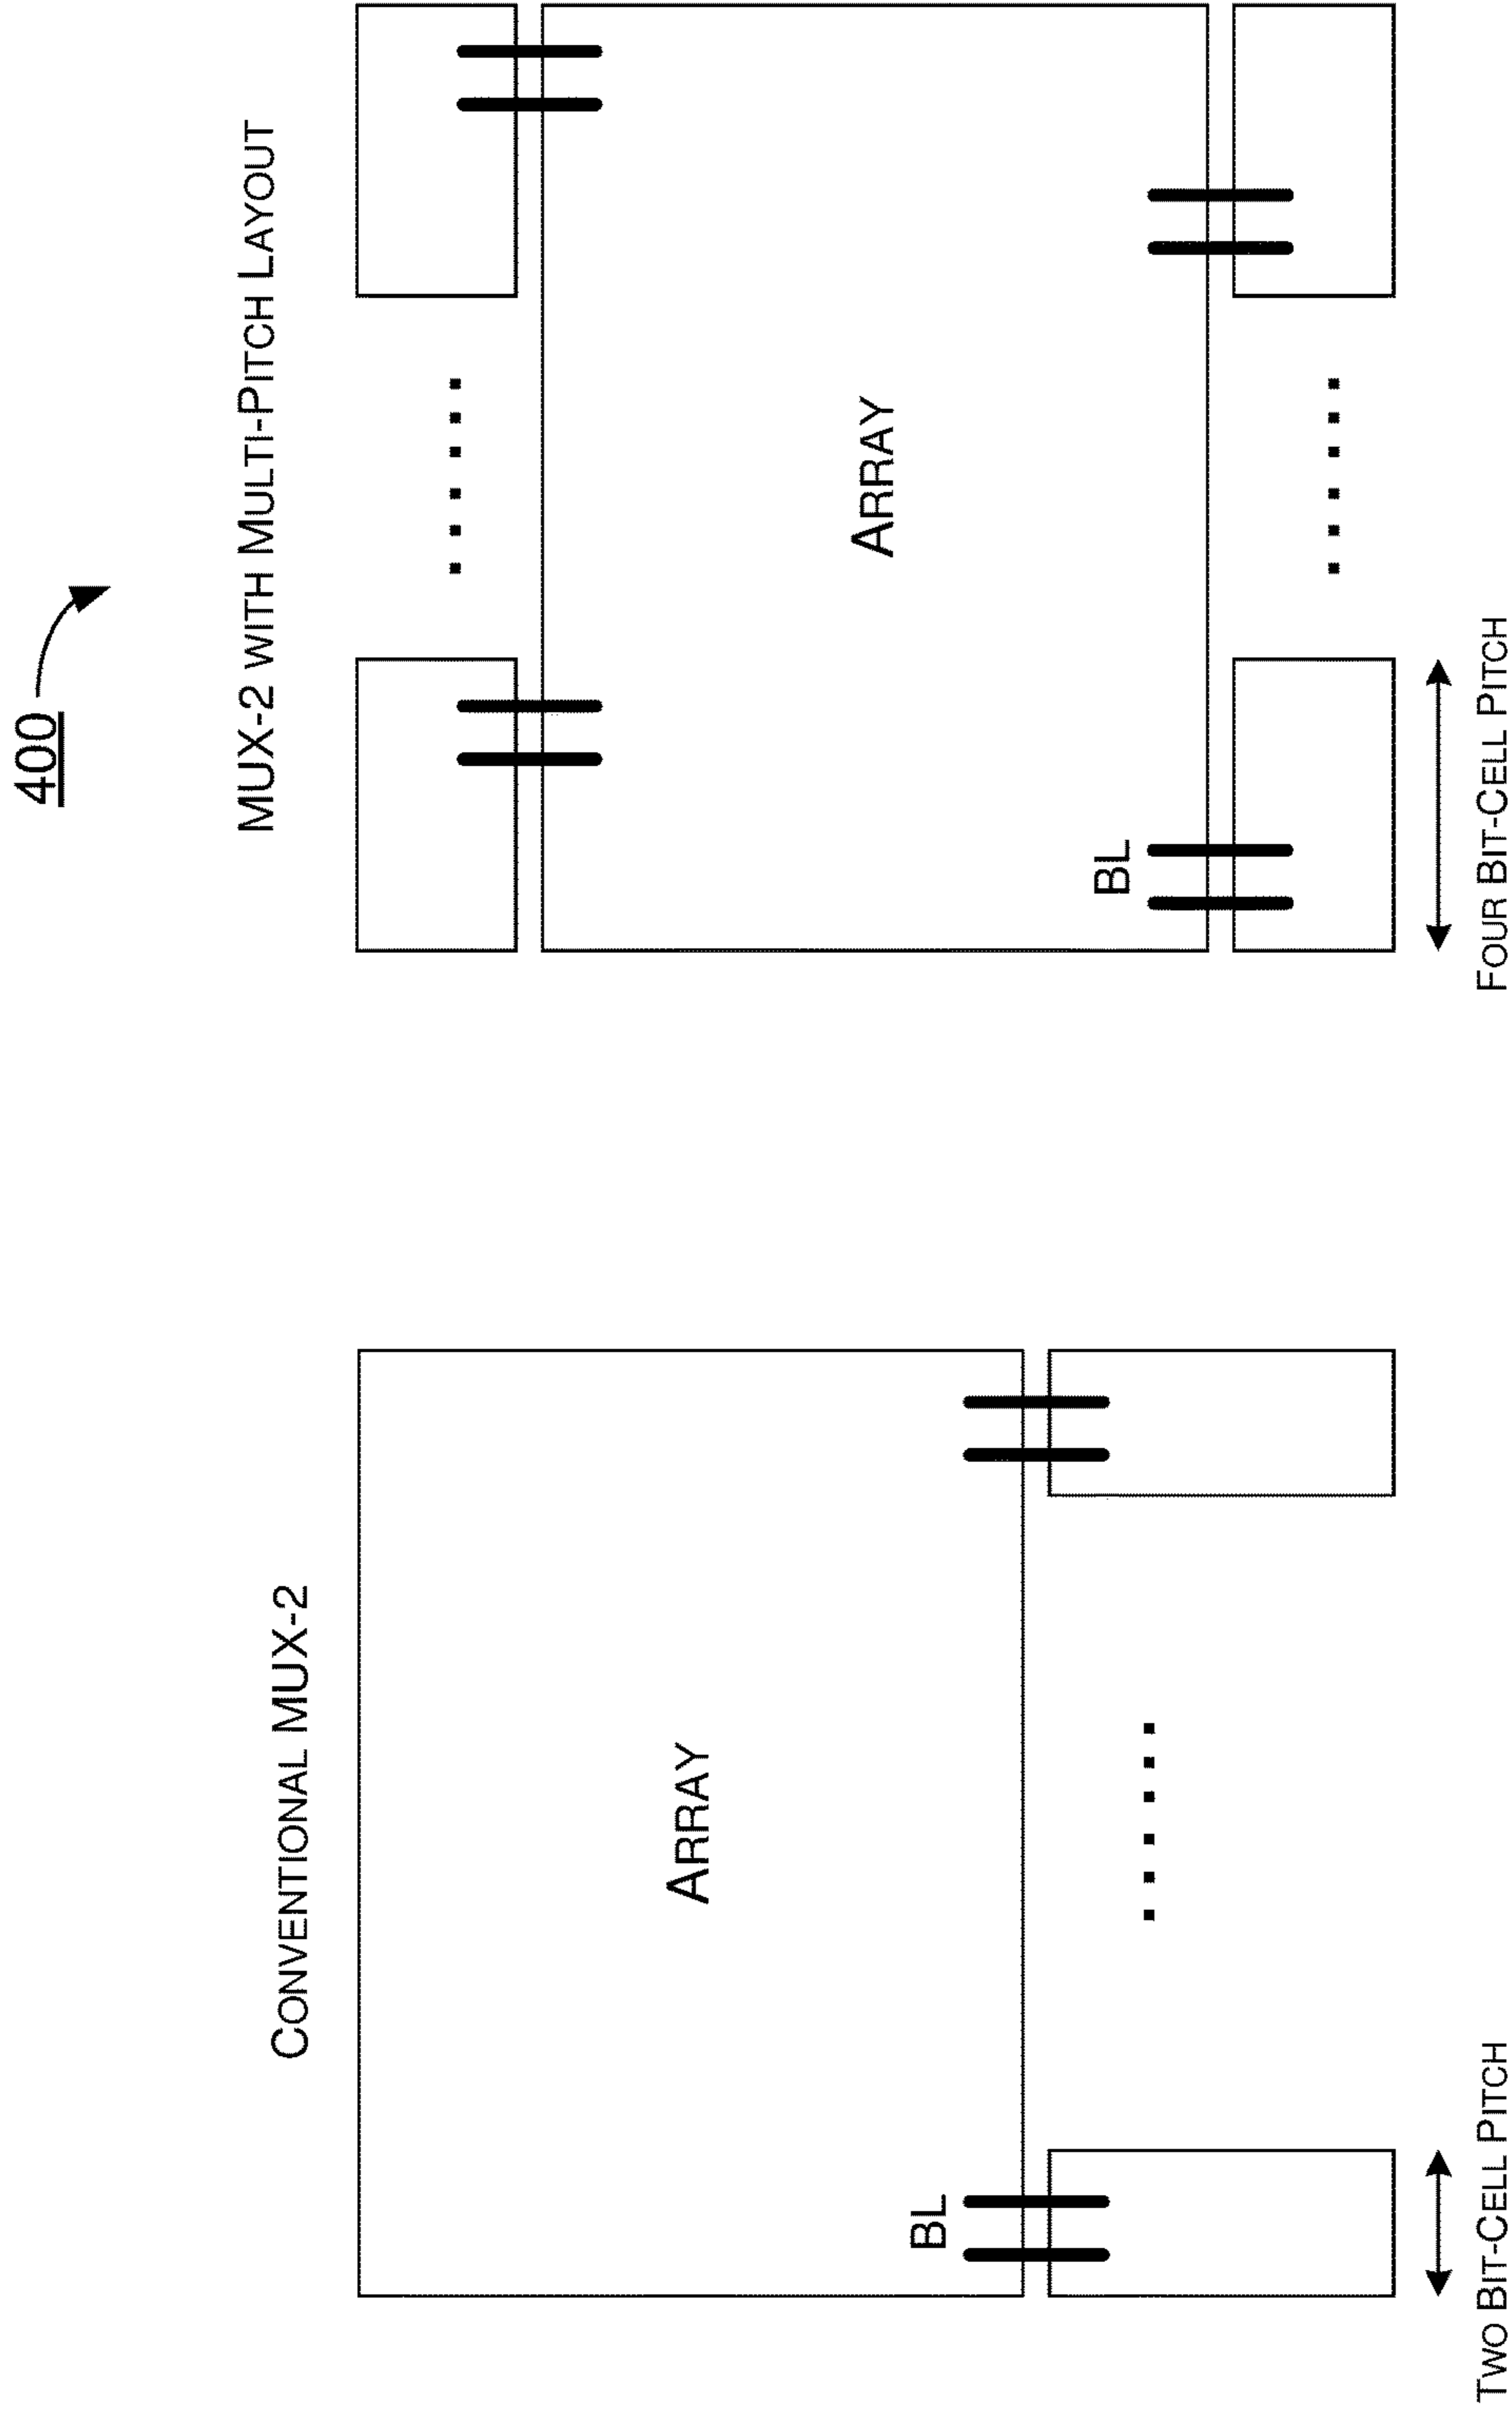 400
CONVENTIONAL MUX-2
MUX-2 WITH MULTI-PITCH LAYOUT
ARRAY
ARRAY
BL
BL
TWO BIT-CELL PITCH
FOUR BIT-CELL PITCH